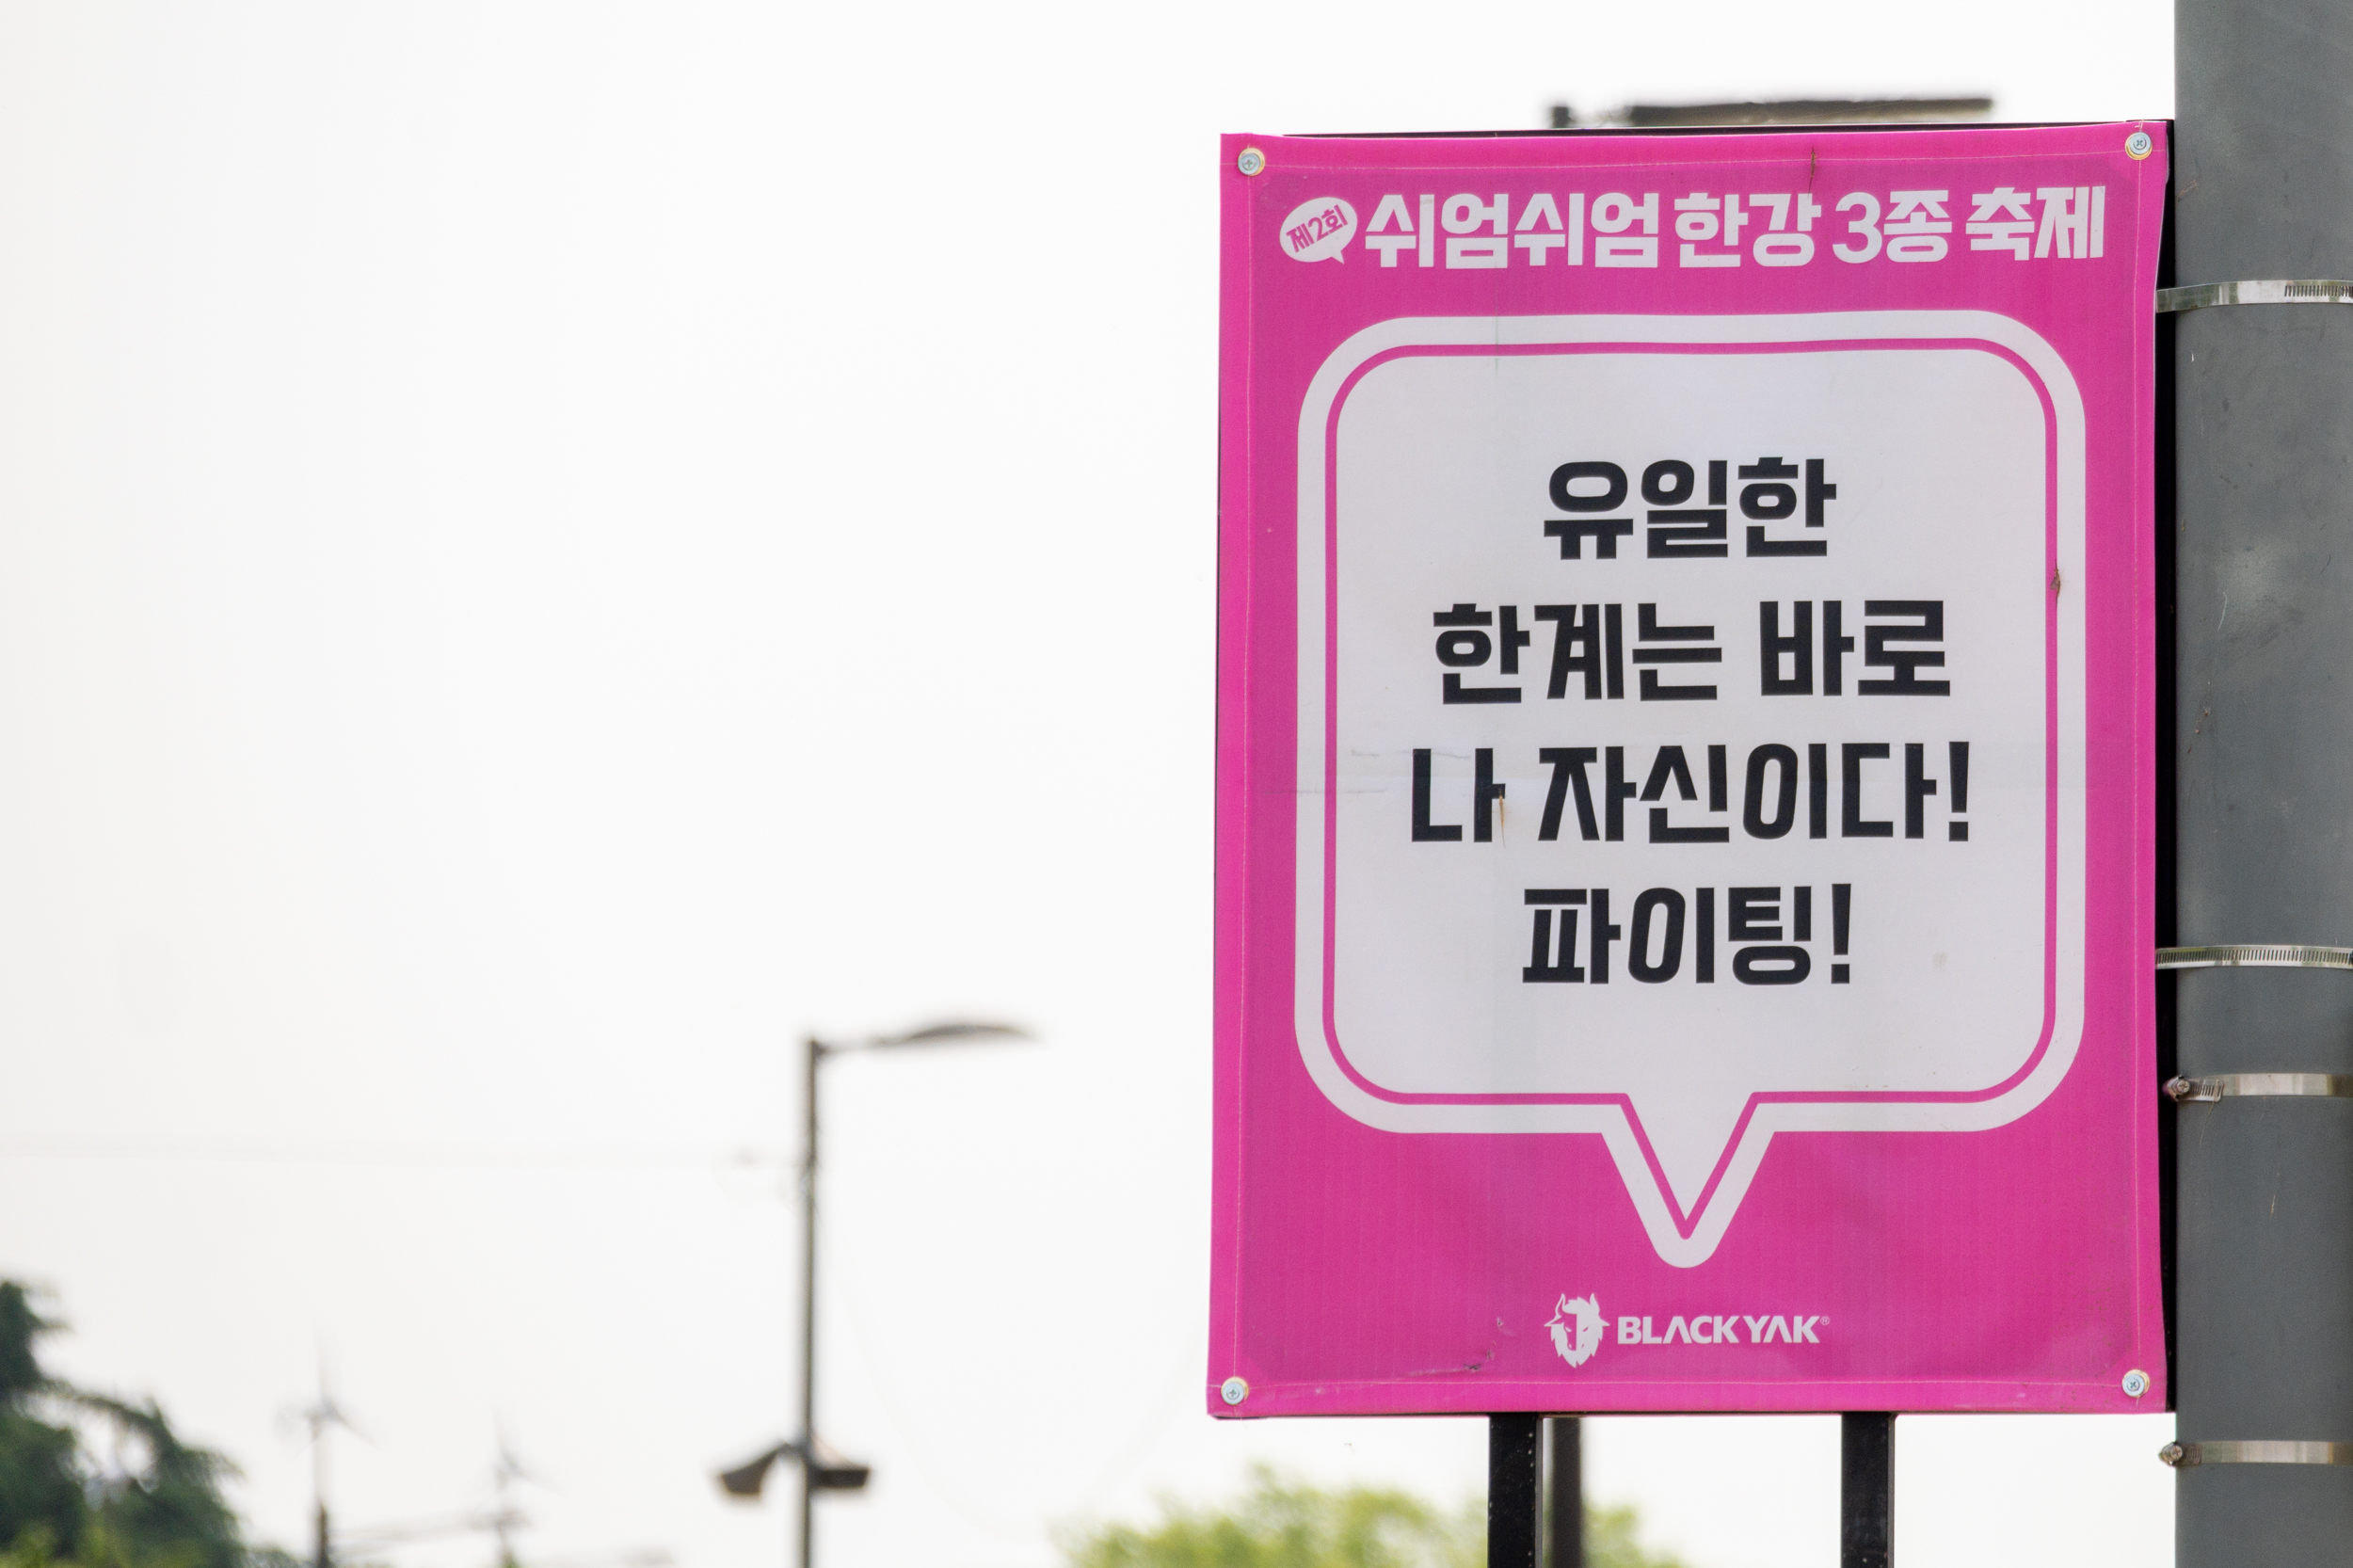 제2회 쉬엄쉬엄 한강 3종 축제
유일한
한계는 바로
나 자신이다!
파이팅!
BLACKYAK®